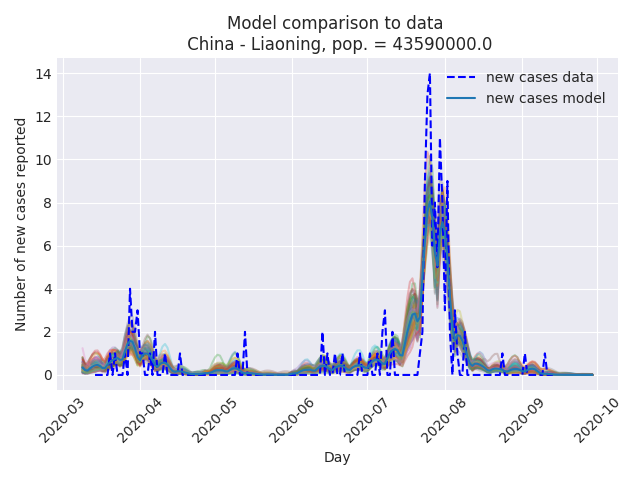 Model comparison to data
China - Liaoning, pop. = 43590000.0
new cases data
new cases model
Number of new cases reported
14
12
10
8
6
4
2
0
2020-03
2020-04
2020-05
2020-06
2020-07
2020-08
2020-09
2020-10
Day